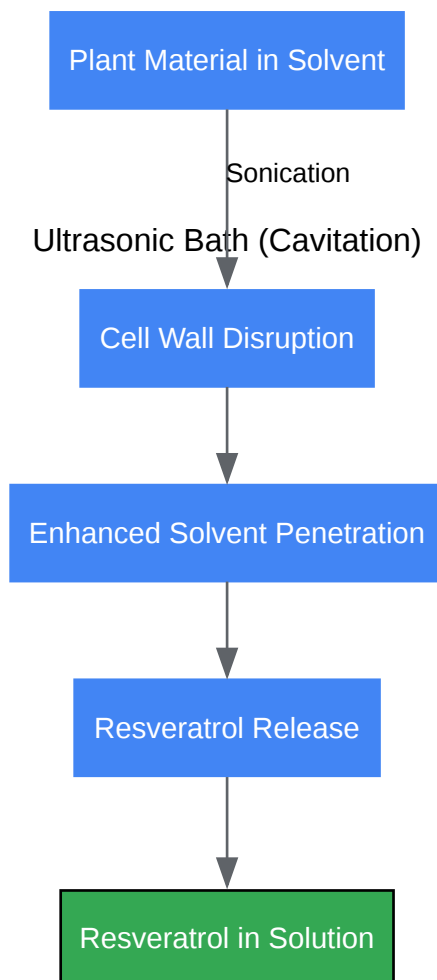 Plant Material in Solvent
Sonication
Ultrasonic Bath (Cavitation)
Cell Wall Disruption
Enhanced Solvent Penetration
Resveratrol Release
Resveratrol in Solution